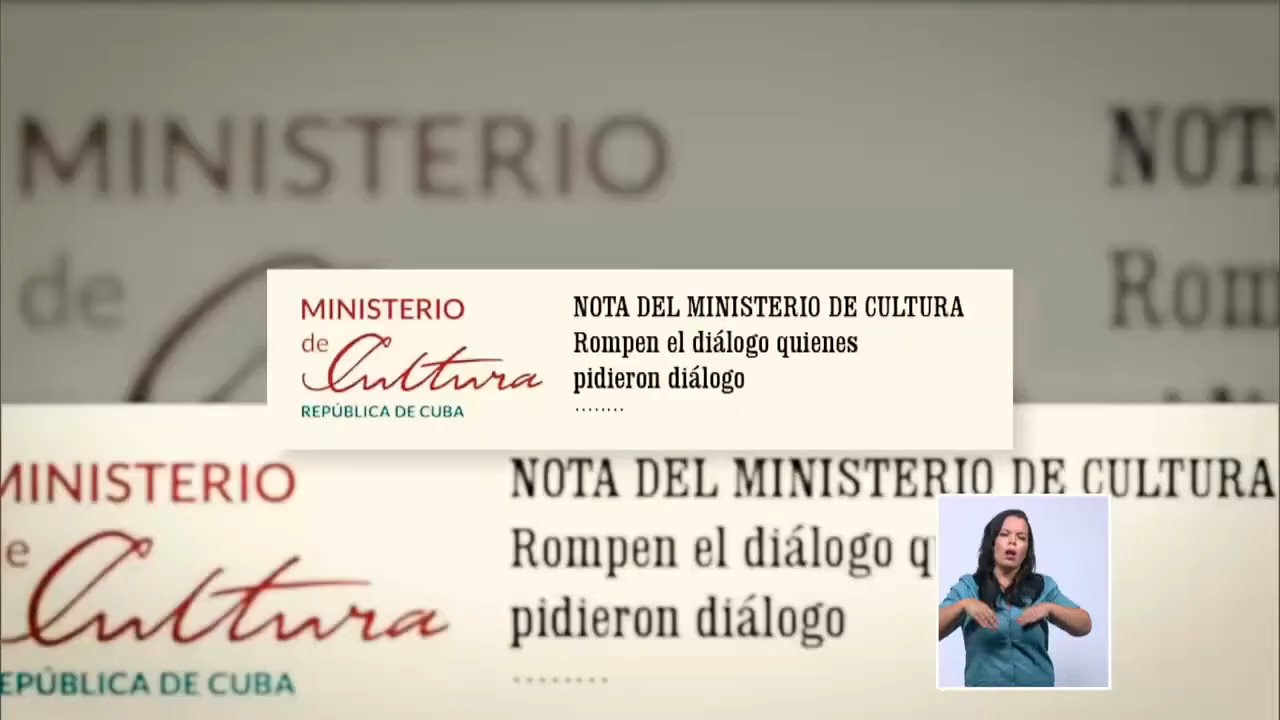 MINISTERIO
de
NOT
Rom
MINISTERIO
de Cultura
REPÚBLICA DE CUBA
NOTA DEL MINISTERIO DE CULTURA
Rompen el diálogo quienes
pidieron diálogo
........
MINISTERIO
e Cultura
EPÚBLICA DE CUBA
NOTA DEL MINISTERIO DE CULTURA
Rompen el diálogo q
pidieron diálogo
........